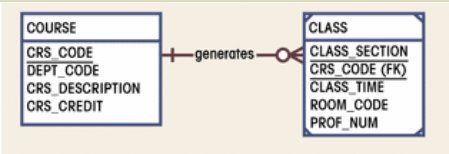 COURSE
CRS_CODE
DEPT_CODE
CRS_DESCRIPTION
CRS_CREDIT
generates
CLASS
CLASS_SECTION
CRS_CODE (FK)
CLASS_TIME
ROOM_CODE
PROF_NUM